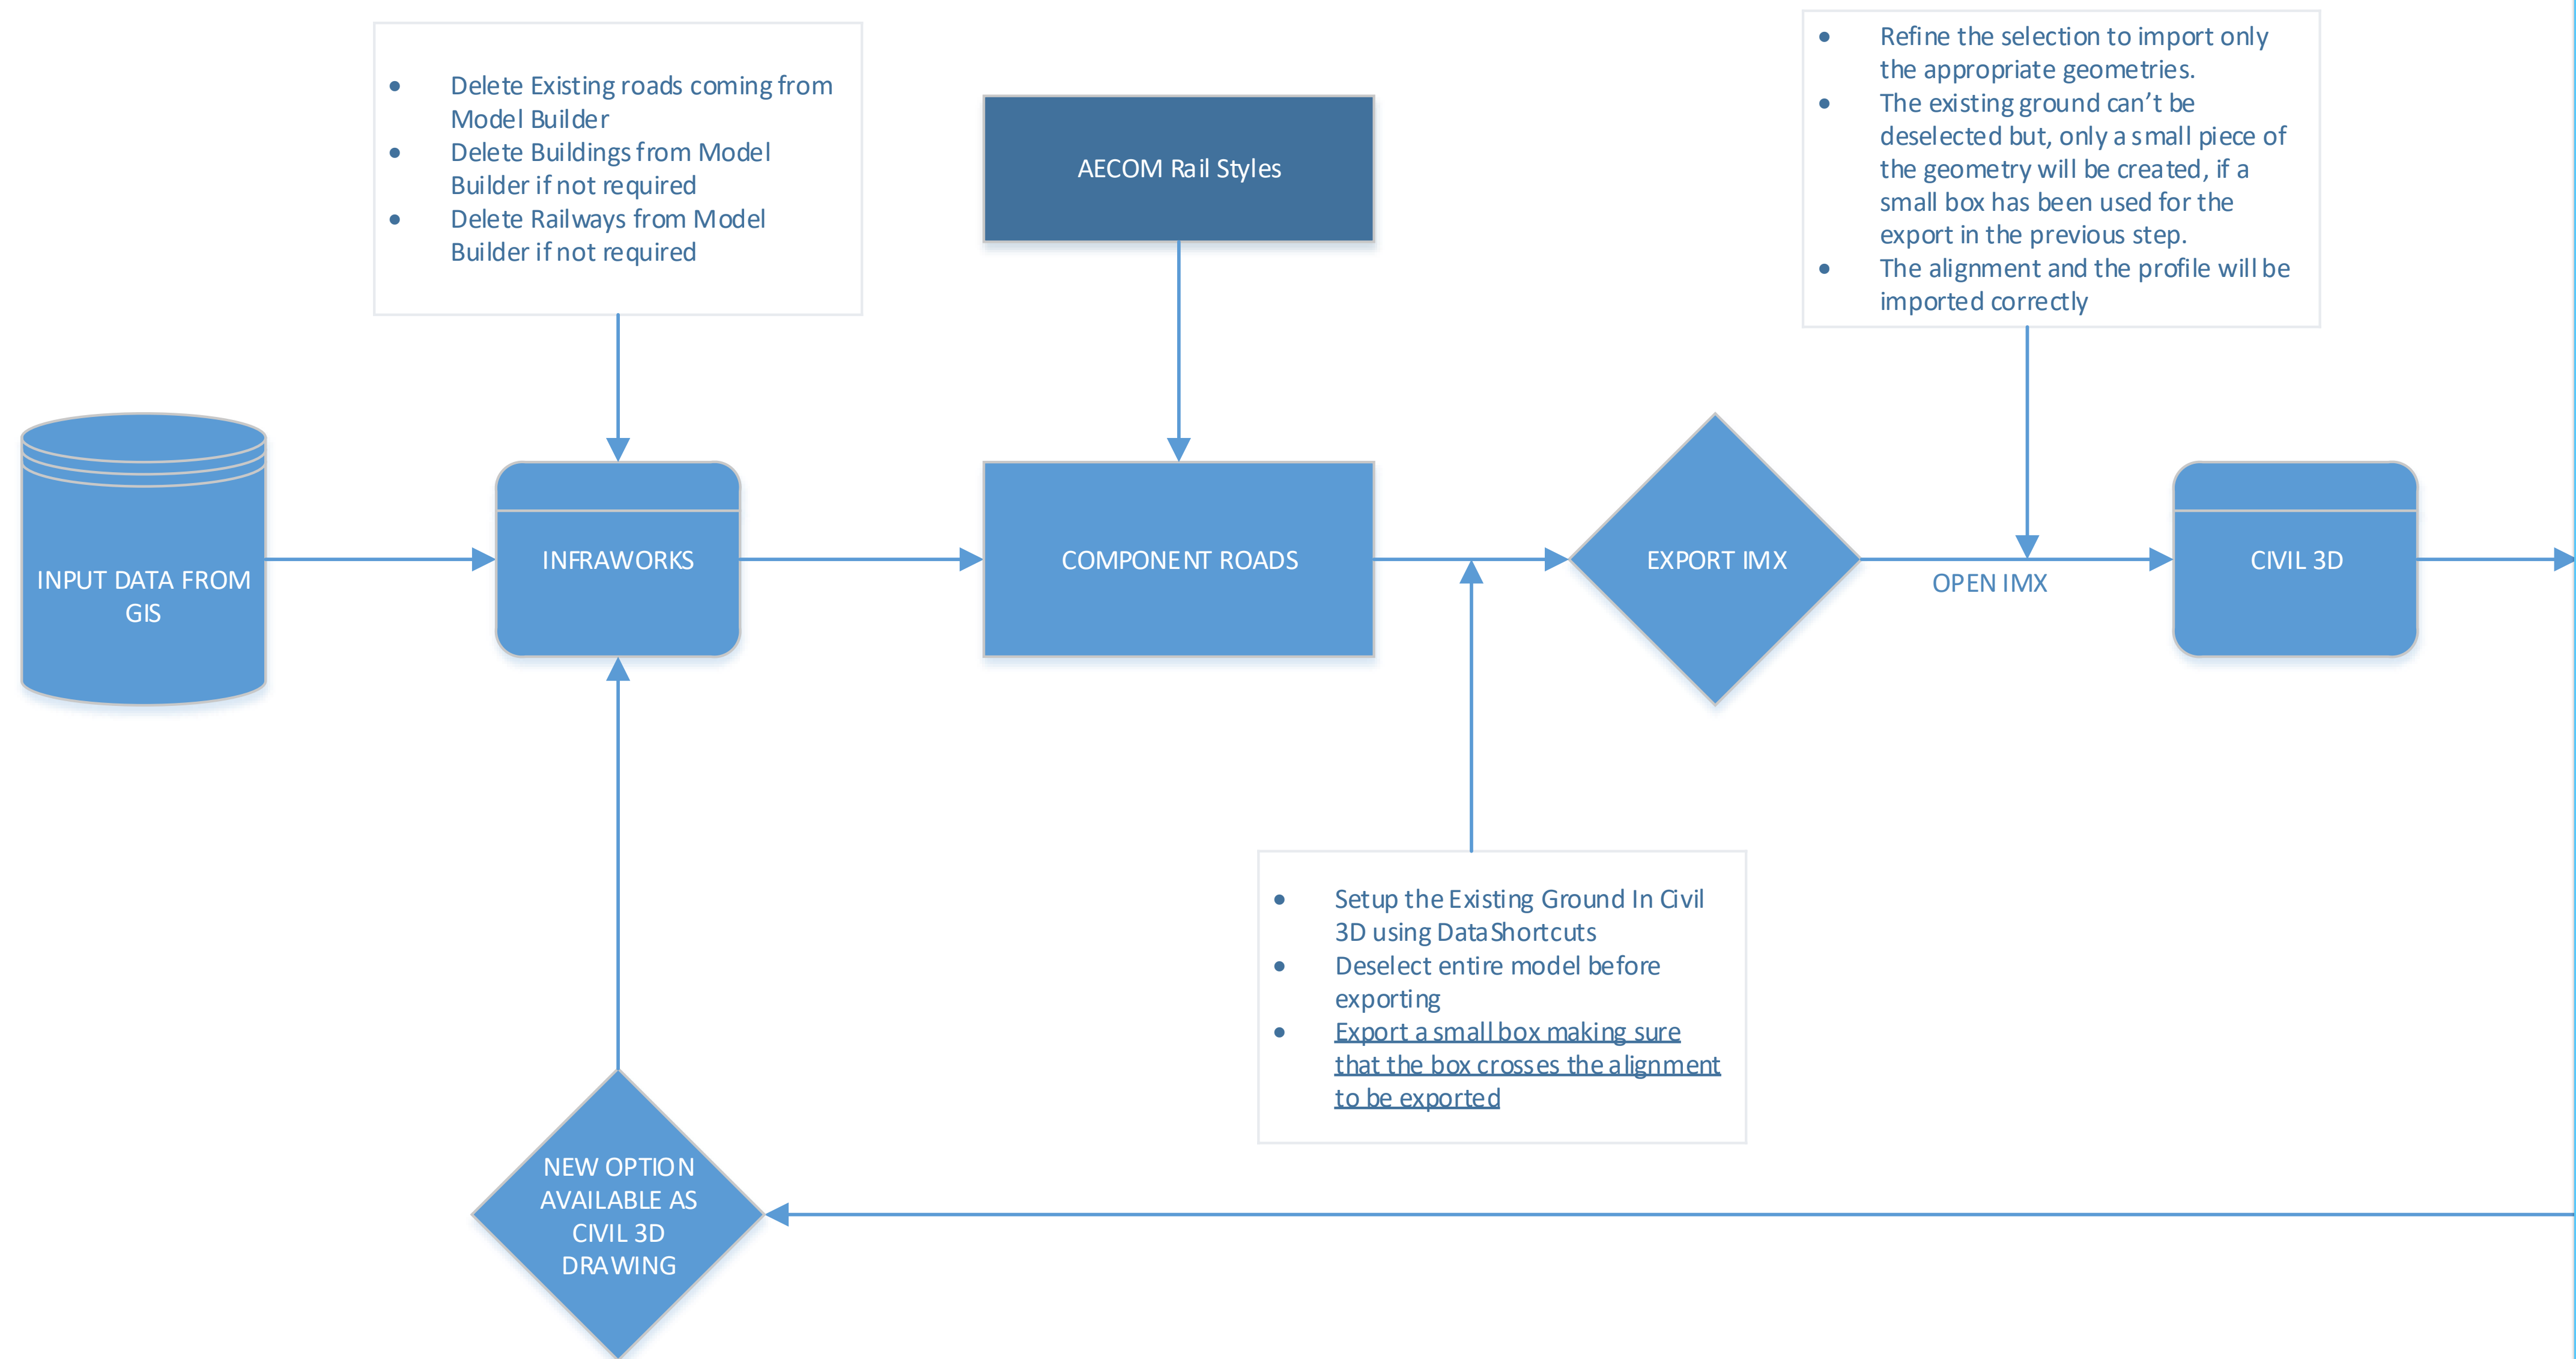 • Delete Existing roads coming from
Model Builder
• Delete Buildings from Model
Builder if not required
• Delete Railways from Model
Builder if not required
AECOM Rail Styles
• Refine the selection to import only
the appropriate geometries.
• The existing ground can’t be
deselected but, only a small piece of
the geometry will be created, if a
small box has been used for the
export in the previous step.
• The alignment and the profile will be
imported correctly
INPUT DATA FROM
GIS
INFRAWORKS
COMPONENT ROADS
EXPORT IMX
OPEN IMX
CIVIL 3D
• Setup the Existing Ground In Civil
3D using DataShortcuts
• Deselect entire model before
exporting
• Export a small box making sure
that the box crosses the alignment
to be exported
NEW OPTION
AVAILABLE AS
CIVIL 3D
DRAWING